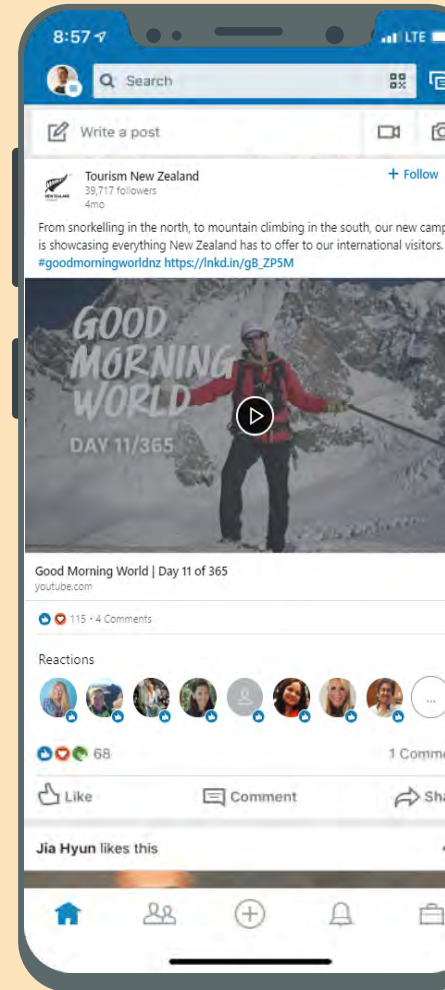 8:57
LTE
Search
Write a post
Tourism New Zealand
+ Follow
39,717 followers
4mo
From snorkelling in the north, to mountain climbing in the south, our new camp
is showcasing everything New Zealand has to offer to our international visitors.
#goodmorningworldnz https://lnkd.in/gB_ZP5M
GOOD
MORNING
WORLD
DAY 11/365
Good Morning World | Day 11 of 365
youtube.com
115 • 4 Comments
Reactions
...
68
1 Comme
Like
Comment
Sha
Jia Hyun likes this